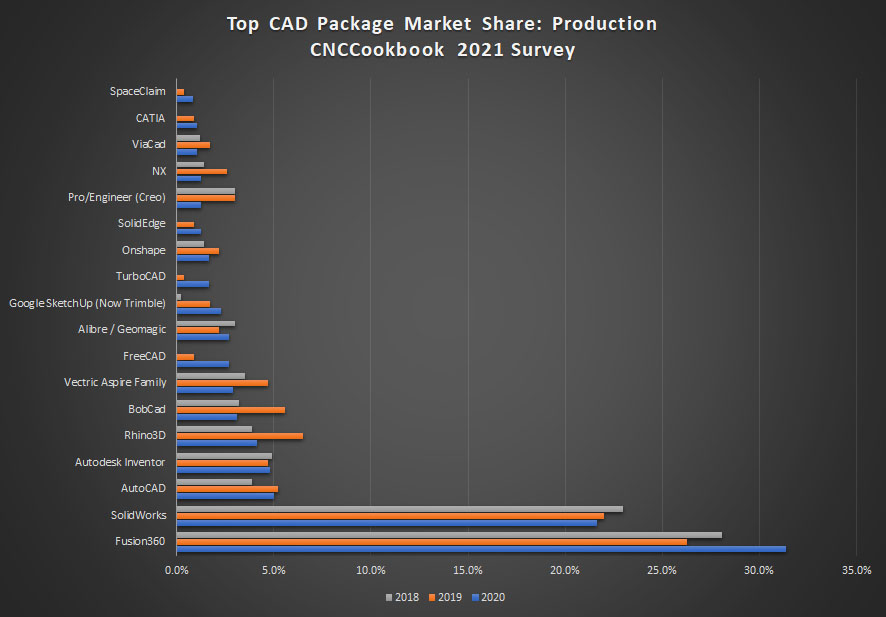 Top CAD Package Market Share: Production
CNCCookbook 2021 Survey
SpaceClaim
CATIA
ViaCad
NX
Pro/Engineer (Creo)
SolidEdge
Onshape
TurboCAD
Google SketchUp (Now Trimble)
Alibre / Geomagic
FreeCAD
Vectric Aspire Family
BobCad
Rhino3D
Autodesk Inventor
AutoCAD
SolidWorks
Fusion360
0.0% 5.0% 10.0% 15.0% 20.0% 25.0% 30.0% 35.0%
2018 2019 2020